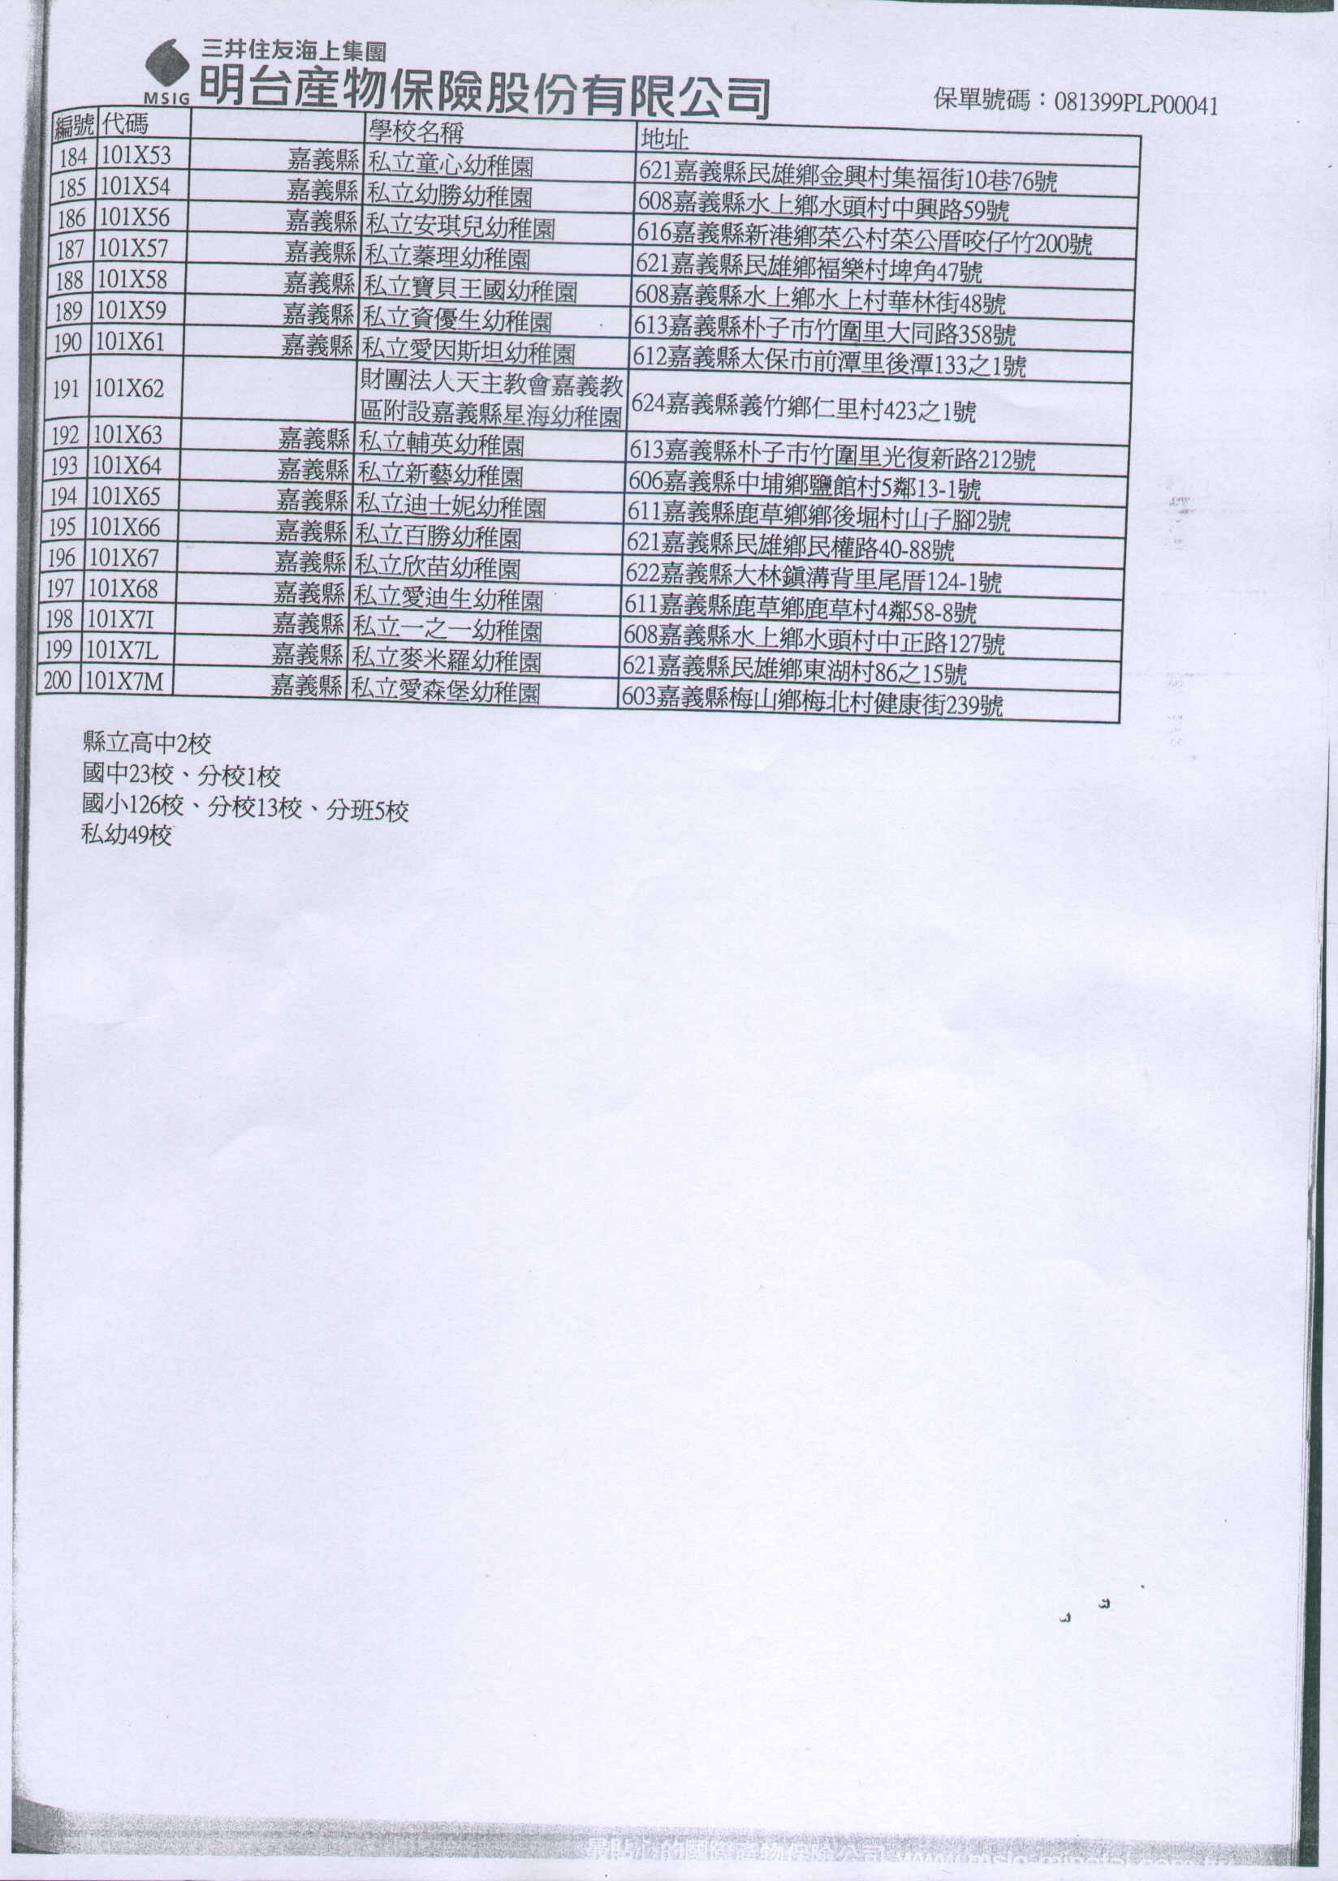 三井住友海上集團
MSIG 明台產物保險股份有限公司
保單號碼：081399PLP00041
編號 代碼 學校名稱 地址
184 101X53 嘉義縣 私立童心幼稚園 621嘉義縣民雄鄉金興村集福街10巷76號
185 101X54 嘉義縣 私立幼勝幼稚園 608嘉義縣水上鄉水頭村中興路59號
186 101X56 嘉義縣 私立安琪兒幼稚園 616嘉義縣新港鄉菜公村菜公厝咬仔竹200號
187 101X57 嘉義縣 私立蓁理幼稚園 621嘉義縣民雄鄉福樂村埤角47號
188 101X58 嘉義縣 私立寶貝王國幼稚園 608嘉義縣水上鄉水上村華林街48號
189 101X59 嘉義縣 私立資優生幼稚園 613嘉義縣朴子市竹圍里大同路358號
190 101X61 嘉義縣 私立愛因斯坦幼稚園 612嘉義縣太保市前潭里後潭133之1號
191 101X62 財團法人天主教會嘉義教
區附設嘉義縣星海幼稚園 624嘉義縣義竹鄉仁里村423之1號
192 101X63 嘉義縣 私立輔英幼稚園 613嘉義縣朴子市竹圍里光復新路212號
193 101X64 嘉義縣 私立新藝幼稚園 606嘉義縣中埔鄉鹽館村5鄰13-1號
194 101X65 嘉義縣 私立迪士妮幼稚園 611嘉義縣鹿草鄉鄉後堀村山子腳2號
195 101X66 嘉義縣 私立百勝幼稚園 621嘉義縣民雄鄉民權路40-88號
196 101X67 嘉義縣 私立欣苗幼稚園 622嘉義縣大林鎮溝背里尾厝124-1號
197 101X68 嘉義縣 私立愛迪生幼稚園 611嘉義縣鹿草鄉鹿草村4鄰58-8號
198 101X7I 嘉義縣 私立一之一幼稚園 608嘉義縣水上鄉水頭村中正路127號
199 101X7L 嘉義縣 私立麥米羅幼稚園 621嘉義縣民雄鄉東湖村86之15號
200 101X7M 嘉義縣 私立愛森堡幼稚園 603嘉義縣梅山鄉梅北村健康街239號
縣立高中2校
國中23校、分校1校
國小126校、分校13校、分班5校
私幼49校